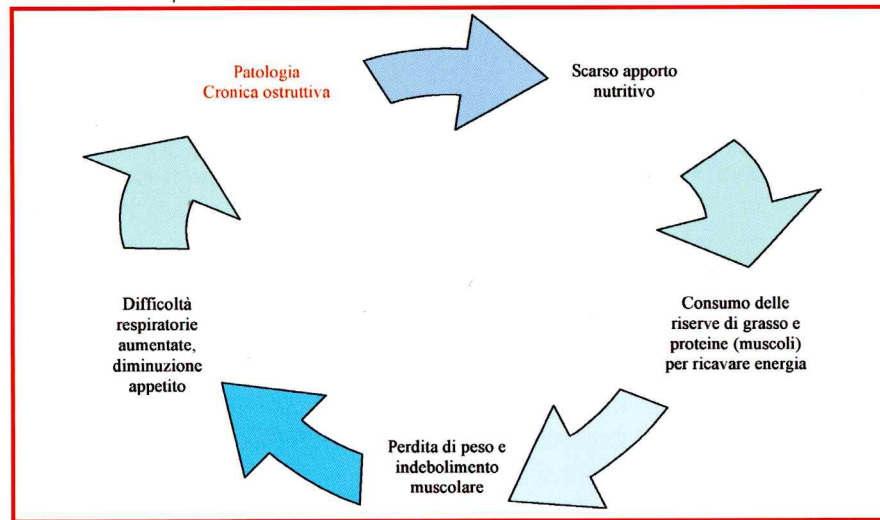 Patologia
Cronica ostruttiva
Scarso apporto
nutritivo
Consumo delle
riserve di grasso e
proteine (muscoli)
per ricavare energia
Perdita di peso e
indebolimento
muscolare
Difficoltà
respiratorie
aumentate,
diminuzione
appetito